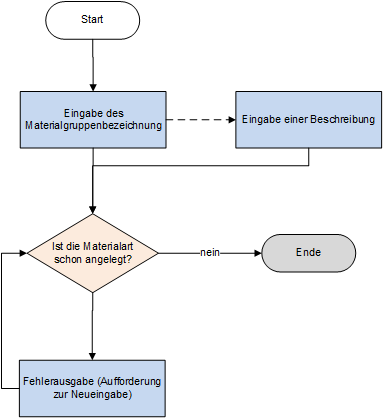 Start
Eingabe des
Materialgruppenbezeichnung
Eingabe einer Beschreibung
Ist die Materialart
schon angelegt?
nein
Ende
Fehlerausgabe (Aufforderung
zur Neueingabe)